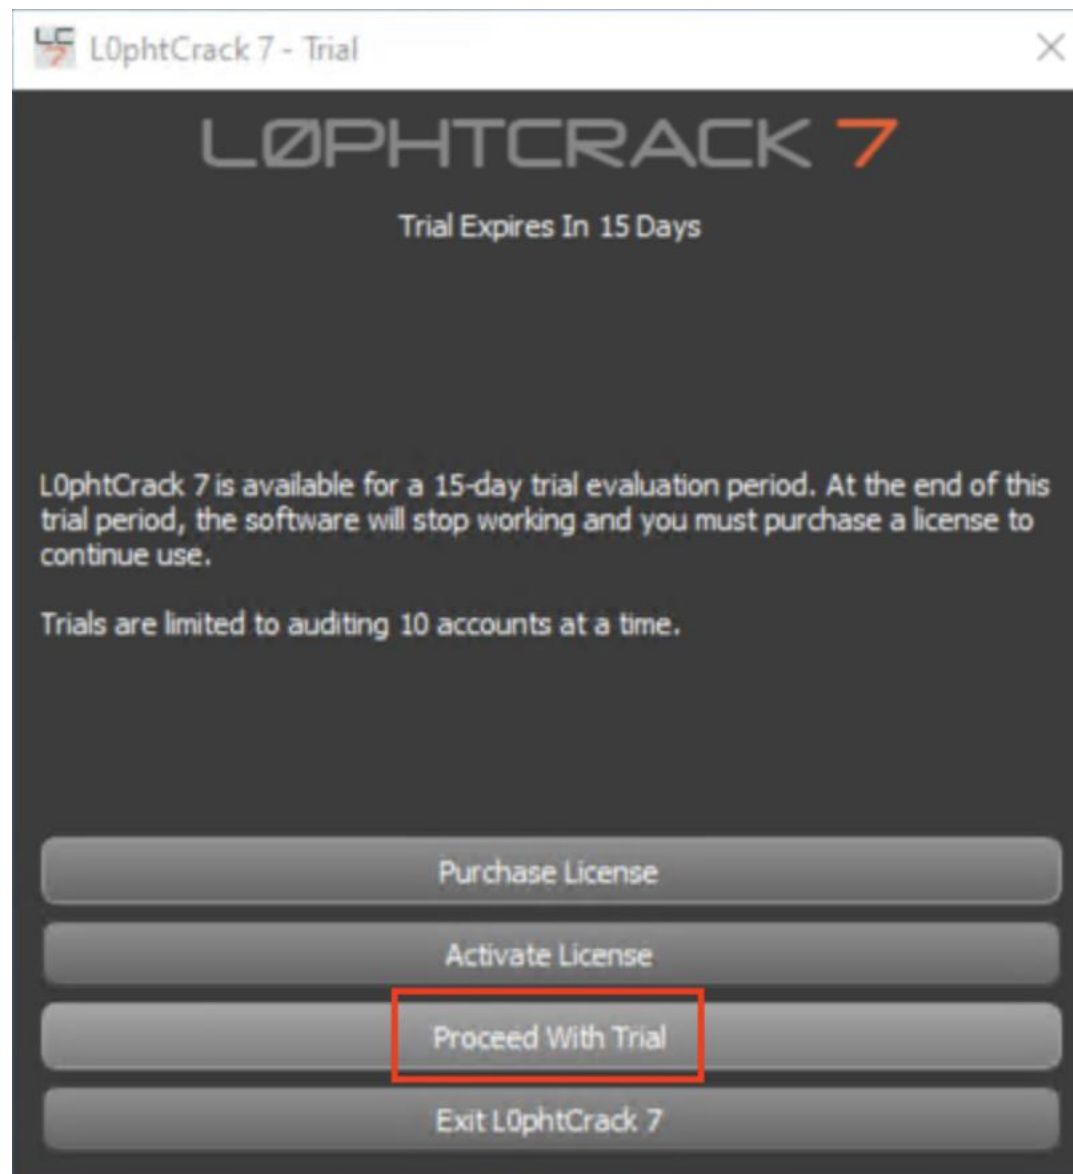 LC
7
L0phtCrack 7 - Trial
LØPHTCRACK 7
Trial Expires In 15 Days
L0phtCrack 7 is available for a 15-day trial evaluation period. At the end of this
trial period, the software will stop working and you must purchase a license to
continue use.
Trials are limited to auditing 10 accounts at a time.
Purchase License
Activate License
Proceed With Trial
Exit L0phtCrack 7